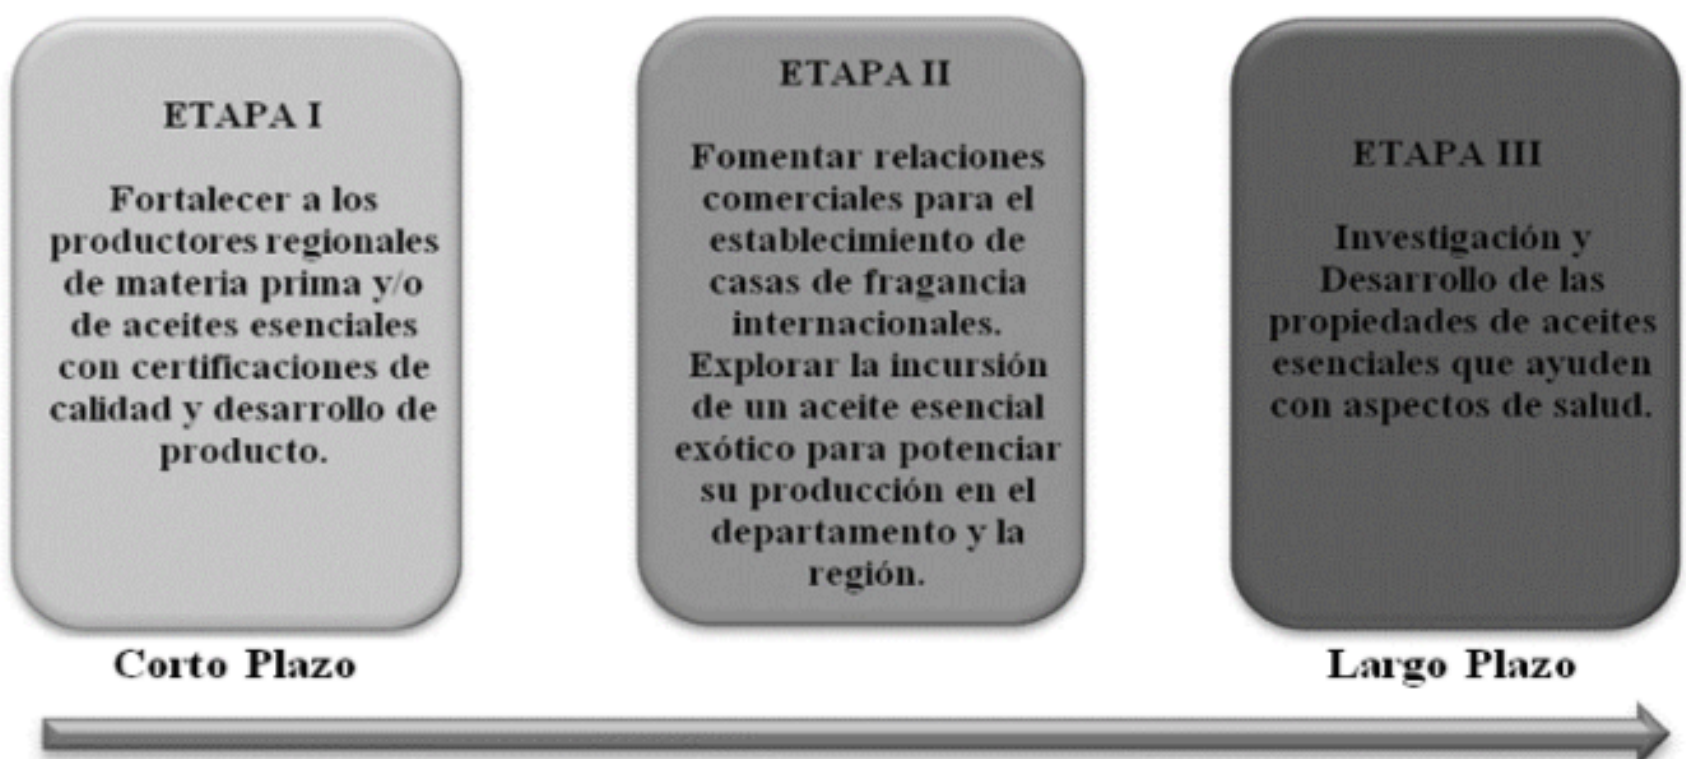 ETAPA I
Fortalecer a los
productores regionales
de materia prima y/o
de aceites esenciales
con certificaciones de
calidad y desarrollo de
producto.
ETAPA II
Fomentar relaciones
comerciales para el
establecimiento de
casas de fragancia
internacionales.
Explorar la incursión
de un aceite esencial
exótico para potenciar
su producción en el
departamento y la
región.
ETAPA III
Investigación y
Desarrollo de las
propiedades de aceites
esenciales que ayuden
con aspectos de salud.
Corto Plazo
Largo Plazo